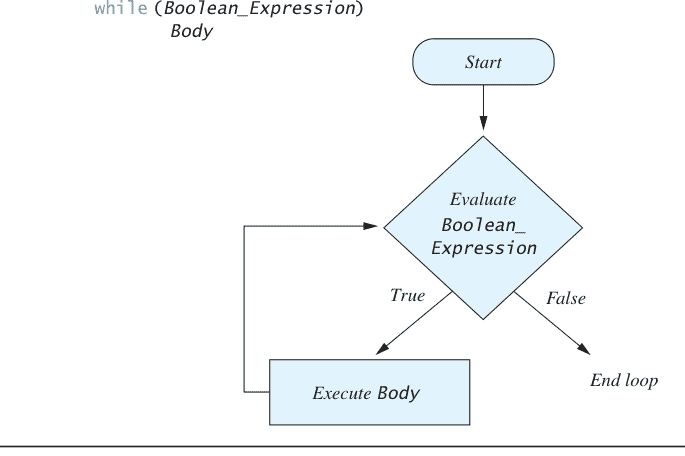 while (Boolean_Expression)
Body
Start
Evaluate
Boolean_
Expression
True
False
End loop
Execute Body